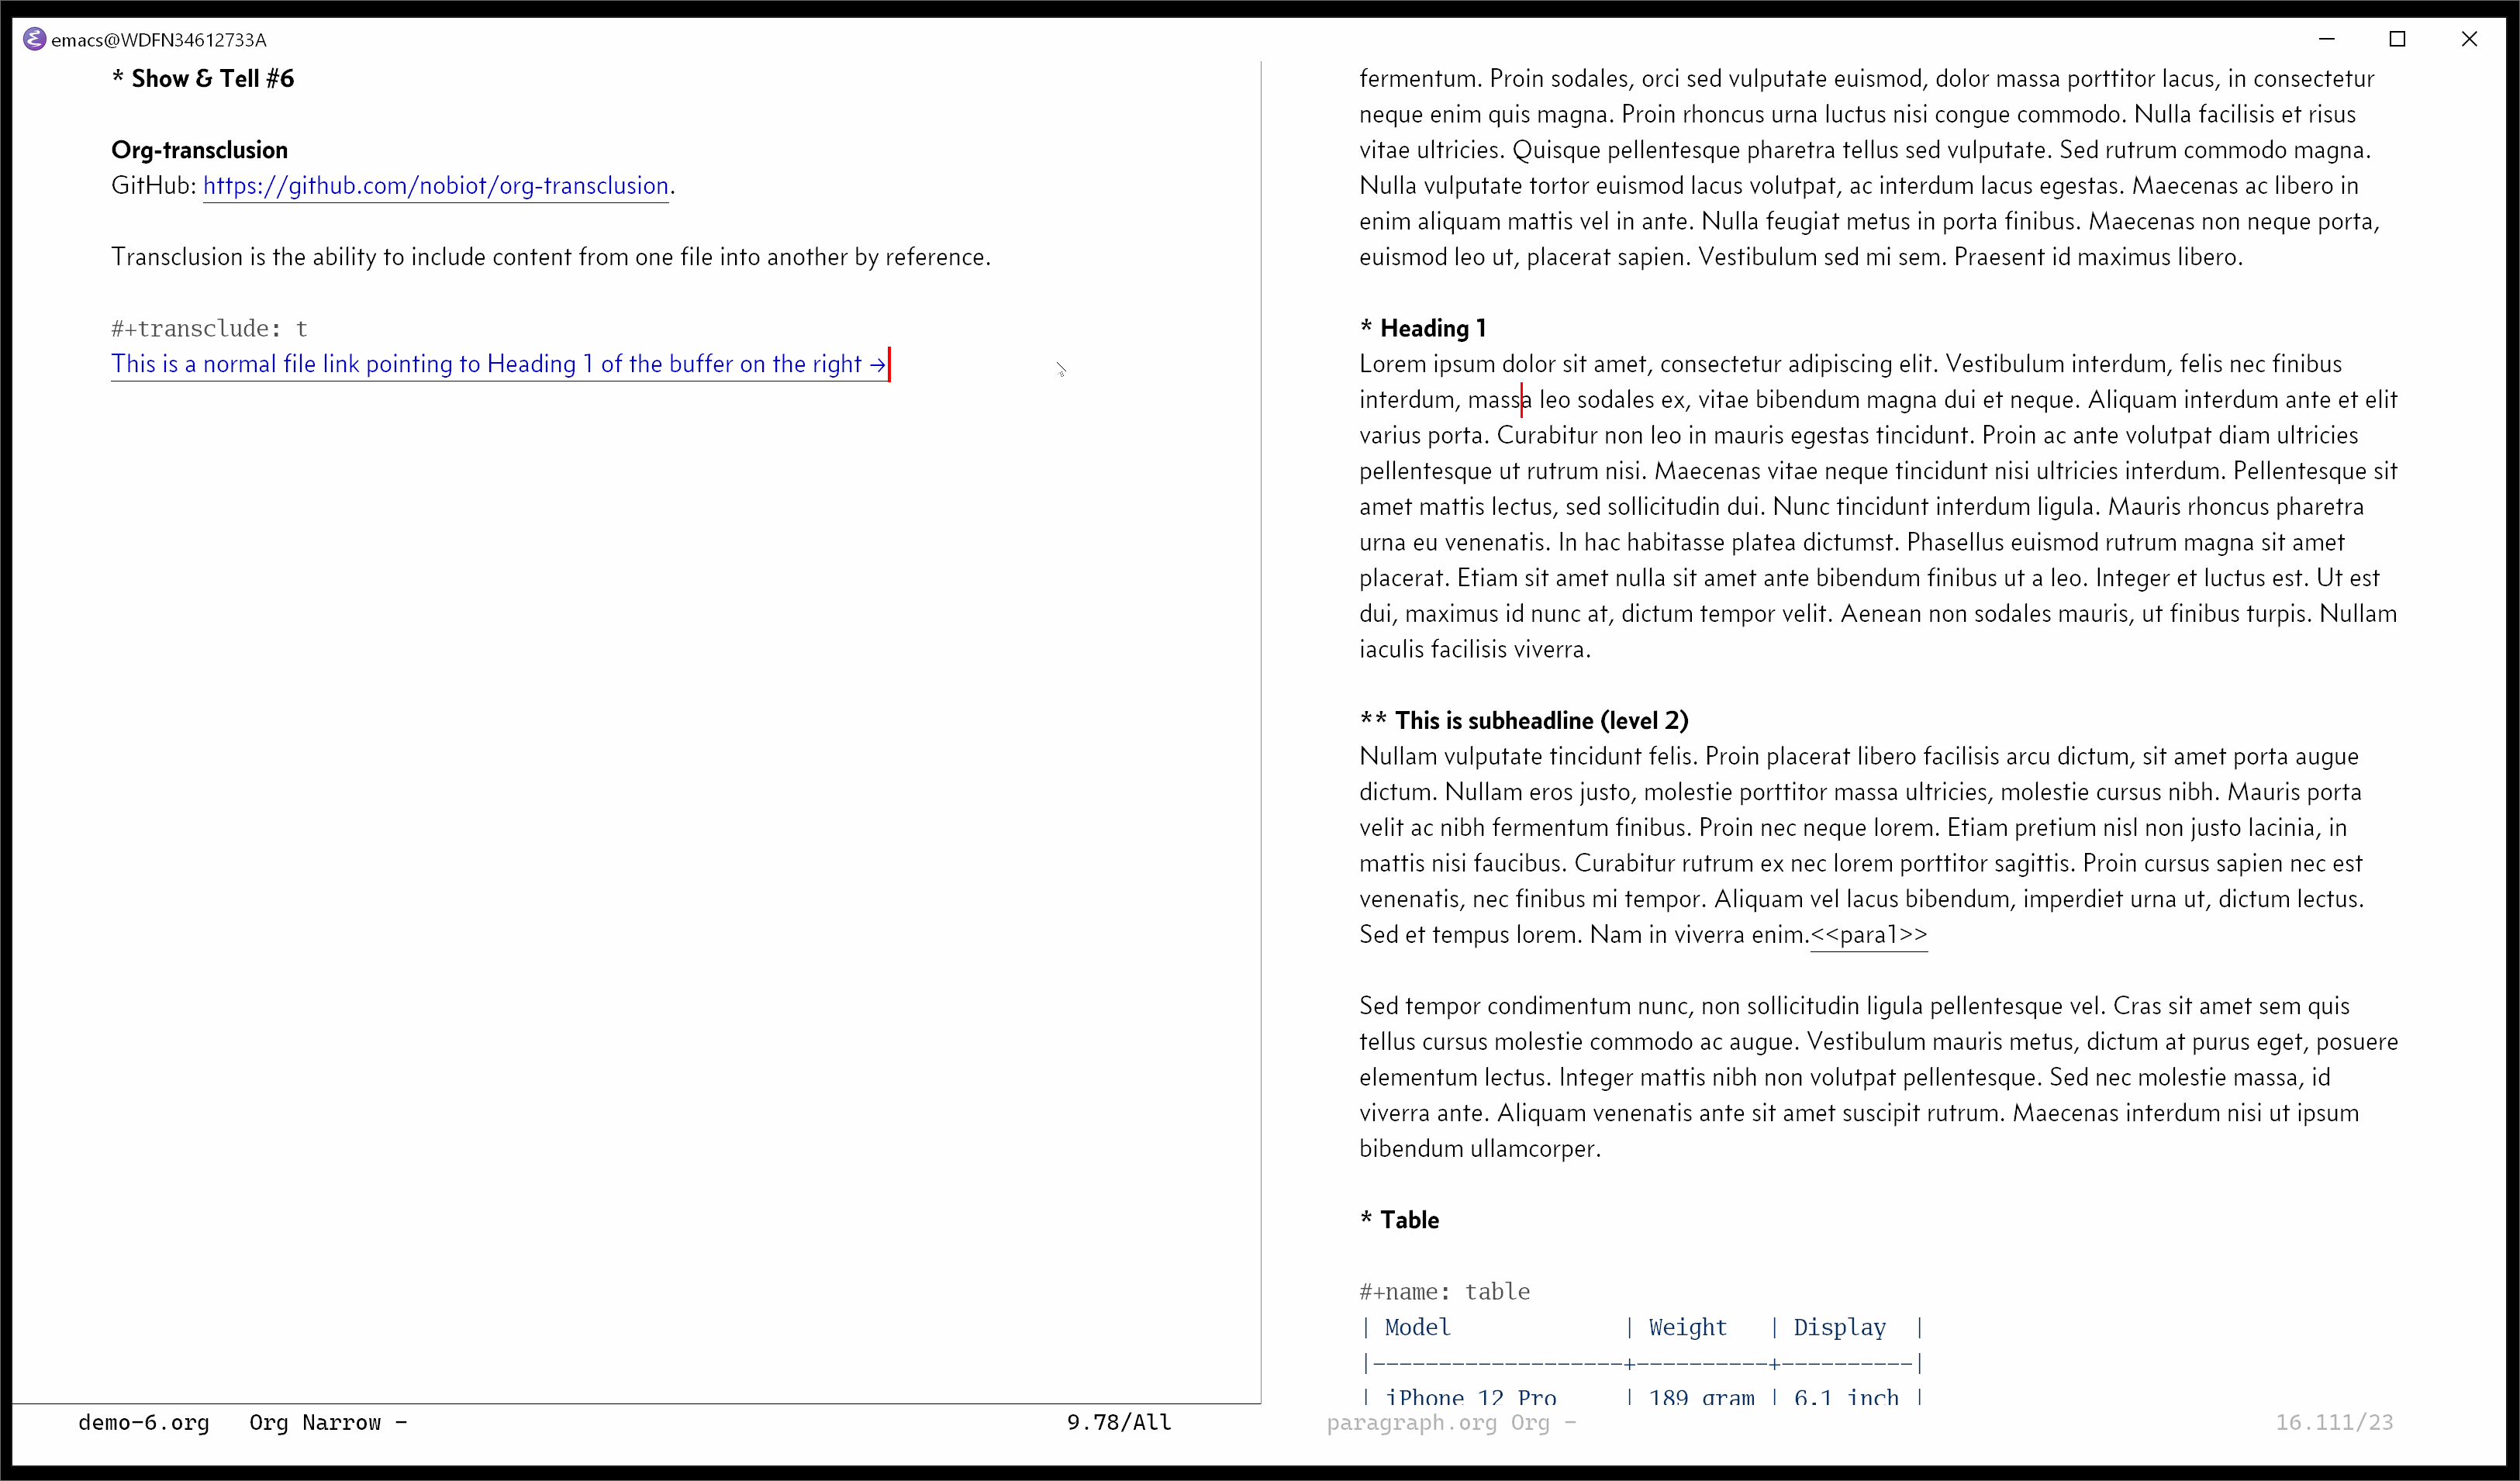 emacs@WDFN34612733A
* Show & Tell #6
Org-transclusion
GitHub: https://github.com/nobiot/org-transclusion.
Transclusion is the ability to include content from one file into another by reference.
#+transclude: t
This is a normal file link pointing to Heading 1 of the buffer on the right →
demo-6.org Org Narrow -
9.78/All
fermentum. Proin sodales, orci sed vulputate euismod, dolor massa porttitor lacus, in consectetur
neque enim quis magna. Proin rhoncus urna luctus nisi congue commodo. Nulla facilisis et risus
vitae ultricies. Quisque pellentesque pharetra tellus sed vulputate. Sed rutrum commodo magna.
Nulla vulputate tortor euismod lacus volutpat, ac interdum lacus egestas. Maecenas ac libero in
enim aliquam mattis vel in ante. Nulla feugiat metus in porta finibus. Maecenas non neque porta,
euismod leo ut, placerat sapien. Vestibulum sed mi sem. Praesent id maximus libero.
* Heading 1
Lorem ipsum dolor sit amet, consectetur adipiscing elit. Vestibulum interdum, felis nec finibus
interdum, massa leo sodales ex, vitae bibendum magna dui et neque. Aliquam interdum ante et elit
varius porta. Curabitur non leo in mauris egestas tincidunt. Proin ac ante volutpat diam ultricies
pellentesque ut rutrum nisi. Maecenas vitae neque tincidunt nisi ultricies interdum. Pellentesque sit
amet mattis lectus, sed sollicitudin dui. Nunc tincidunt interdum ligula. Mauris rhoncus pharetra
urna eu venenatis. In hac habitasse platea dictumst. Phasellus euismod rutrum magna sit amet
placerat. Etiam sit amet nulla sit amet ante bibendum finibus ut a leo. Integer et luctus est. Ut est
dui, maximus id nunc at, dictum tempor velit. Aenean non sodales mauris, ut finibus turpis. Nullam
iaculis facilisis viverra.
** This is subheadline (level 2)
Nullam vulputate tincidunt felis. Proin placerat libero facilisis arcu dictum, sit amet porta augue
dictum. Nullam eros justo, molestie porttitor massa ultricies, molestie cursus nibh. Mauris porta
velit ac nibh fermentum finibus. Proin nec neque lorem. Etiam pretium nisl non justo lacinia, in
mattis nisi faucibus. Curabitur rutrum ex nec lorem porttitor sagittis. Proin cursus sapien nec est
venenatis, nec finibus mi tempor. Aliquam vel lacus bibendum, imperdiet urna ut, dictum lectus.
Sed et tempus lorem. Nam in viverra enim.<<para1>>
Sed tempor condimentum nunc, non sollicitudin ligula pellentesque vel. Cras sit amet sem quis
tellus cursus molestie commodo ac augue. Vestibulum mauris metus, dictum at purus eget, posuere
elementum lectus. Integer mattis nibh non volutpat pellentesque. Sed nec molestie massa, id
viverra ante. Aliquam venenatis ante sit amet suscipit rutrum. Maecenas interdum nisi ut ipsum
bibendum ullamcorper.
* Table
#+name: table
| Model | Weight | Display |
|-------------------+----------+----------|
| iPhone 12 Pro | 189 gram | 6.1 inch |
paragraph.org Org -
16.111/23